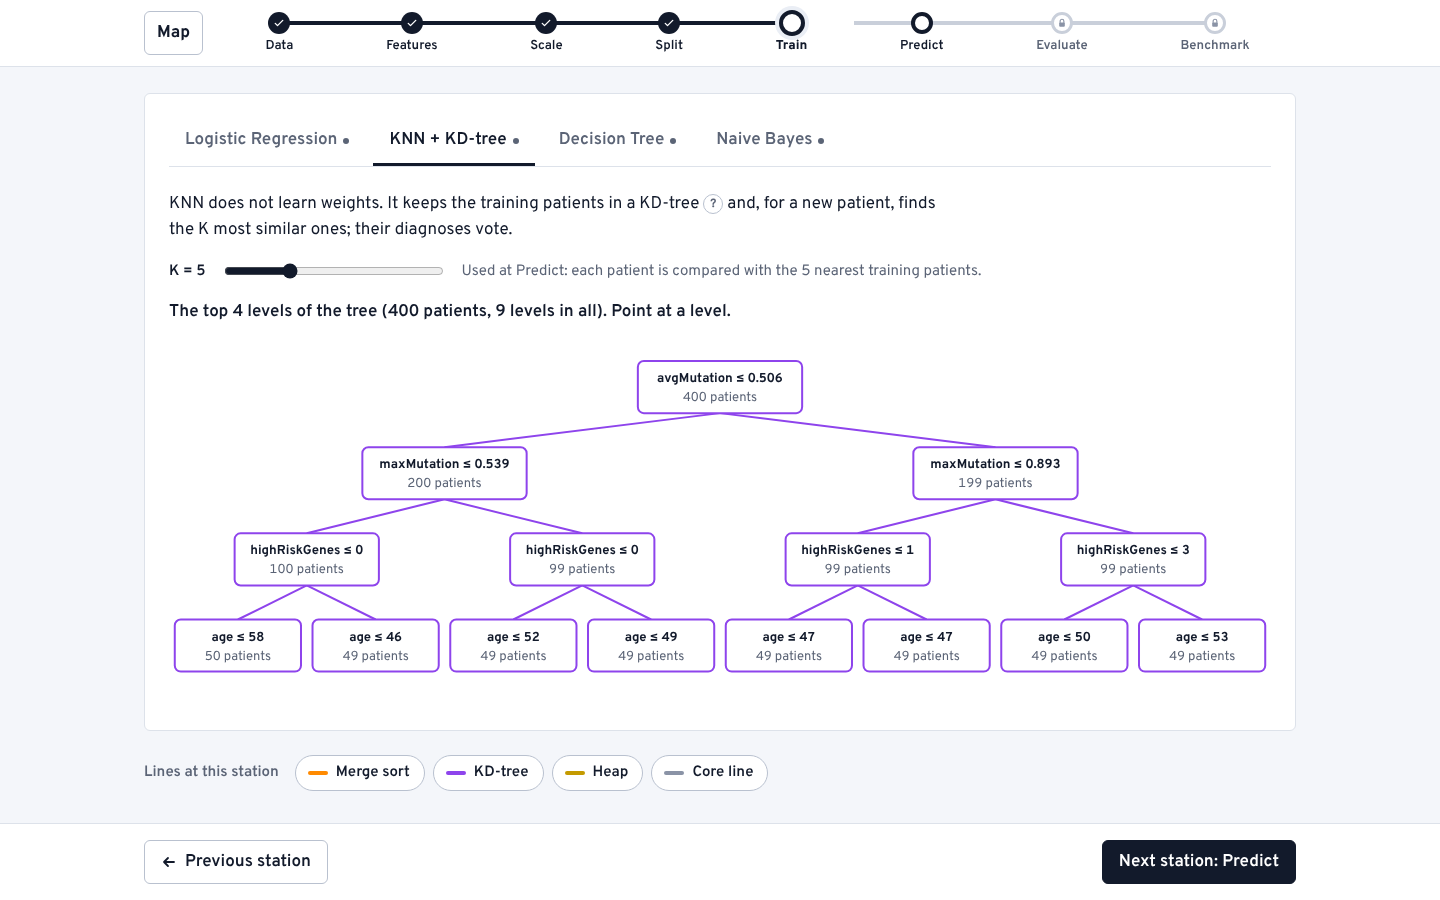 Map
Data
Features
Scale
Split
Train
Predict
Evaluate
Benchmark
Logistic Regression
KNN + KD-tree
Decision Tree
Naive Bayes
KNN does not learn weights. It keeps the training patients in a KD-tree ? and, for a new patient, finds
the K most similar ones; their diagnoses vote.
K = 5
Used at Predict: each patient is compared with the 5 nearest training patients.
The top 4 levels of the tree (400 patients, 9 levels in all). Point at a level.
avgMutation ≤ 0.506
400 patients
maxMutation ≤ 0.539
200 patients
maxMutation ≤ 0.893
199 patients
highRiskGenes ≤ 0
100 patients
highRiskGenes ≤ 0
99 patients
highRiskGenes ≤ 1
99 patients
highRiskGenes ≤ 3
99 patients
age ≤ 58
50 patients
age ≤ 46
49 patients
age ≤ 52
49 patients
age ≤ 49
49 patients
age ≤ 47
49 patients
age ≤ 47
49 patients
age ≤ 50
49 patients
age ≤ 53
49 patients
Lines at this station
Merge sort
KD-tree
Heap
Core line
← Previous station
Next station: Predict